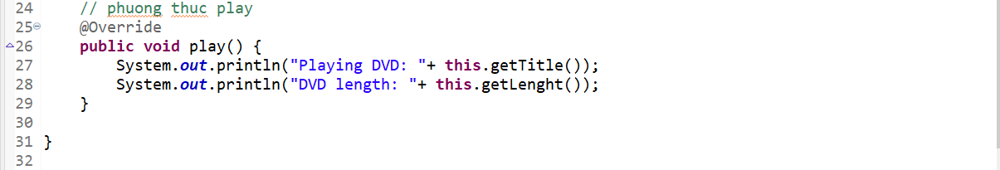 24 // phuong thuc play
25 @Override
26 public void play() {
27 System.out.println("Playing DVD: "+ this.getTitle());
28 System.out.println("DVD length: "+ this.getLenght());
29 }
30
31 }
32